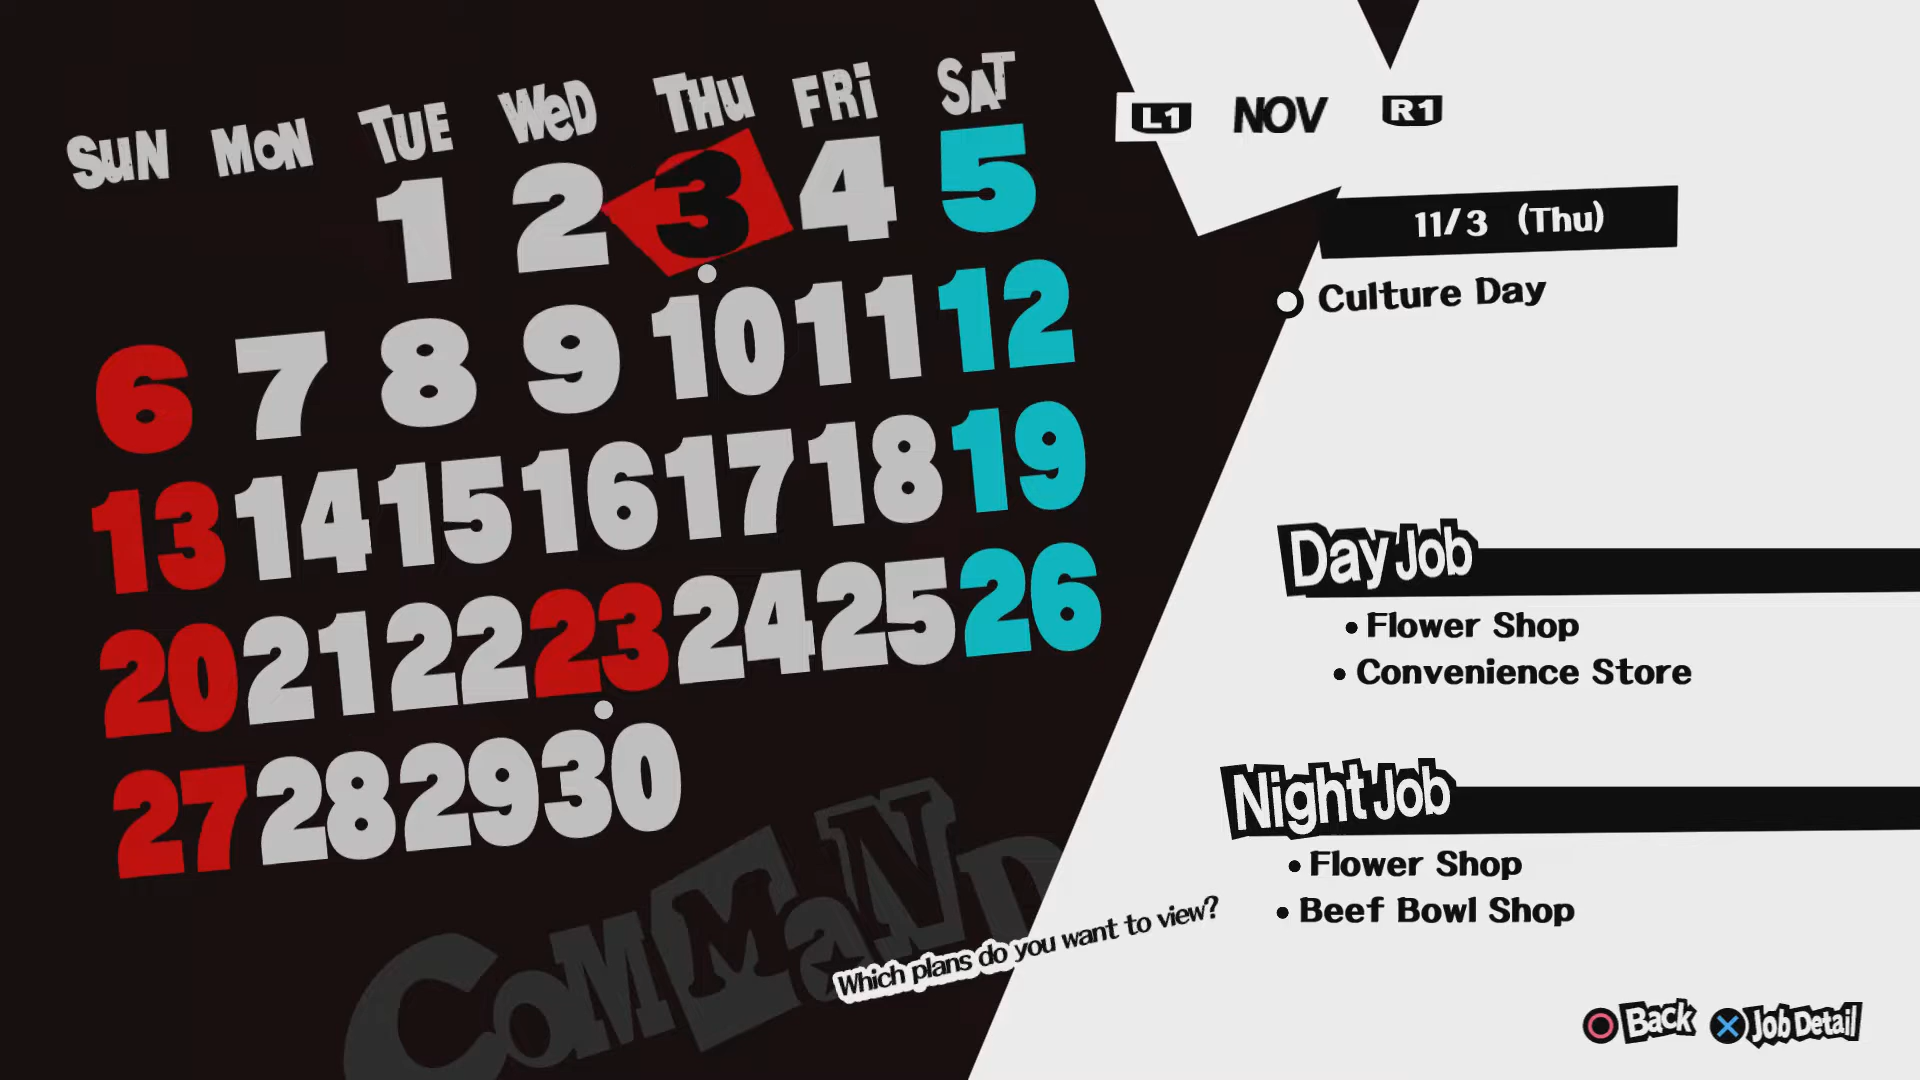 SUN MON TUE WeD THu FRi SAT
1 2 3 4 5
6 7 8 9 10 11 12
13 14 15 16 17 18 19
20 21 22 23 24 25 26
27 28 29 30
L1 NOV R1
11/3 (Thu)
Culture Day
Day Job
• Flower Shop
• Convenience Store
Night Job
• Flower Shop
• Beef Bowl Shop
CoMMaND
Which plans do you want to view?
Back Job Detail